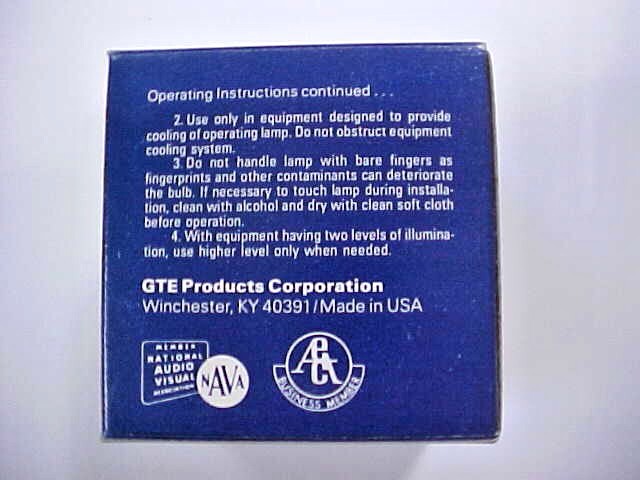 Operating Instructions continued . . .
2. Use only in equipment designed to provide
cooling of operating lamp. Do not obstruct equipment
cooling system.
3. Do not handle lamp with bare fingers as
fingerprints and other contaminants can deteriorate
the bulb. If necessary to touch lamp during installa-
tion, clean with alcohol and dry with clean soft cloth
before operation.
4. With equipment having two levels of illumina-
tion, use higher level only when needed.
GTE Products Corporation
Winchester, KY 40391/Made in USA
MEMBER
NATIONAL
AUDIO
VISUAL
ASSOCIATION
NAVA
AECT
BUSINESS MEMBER